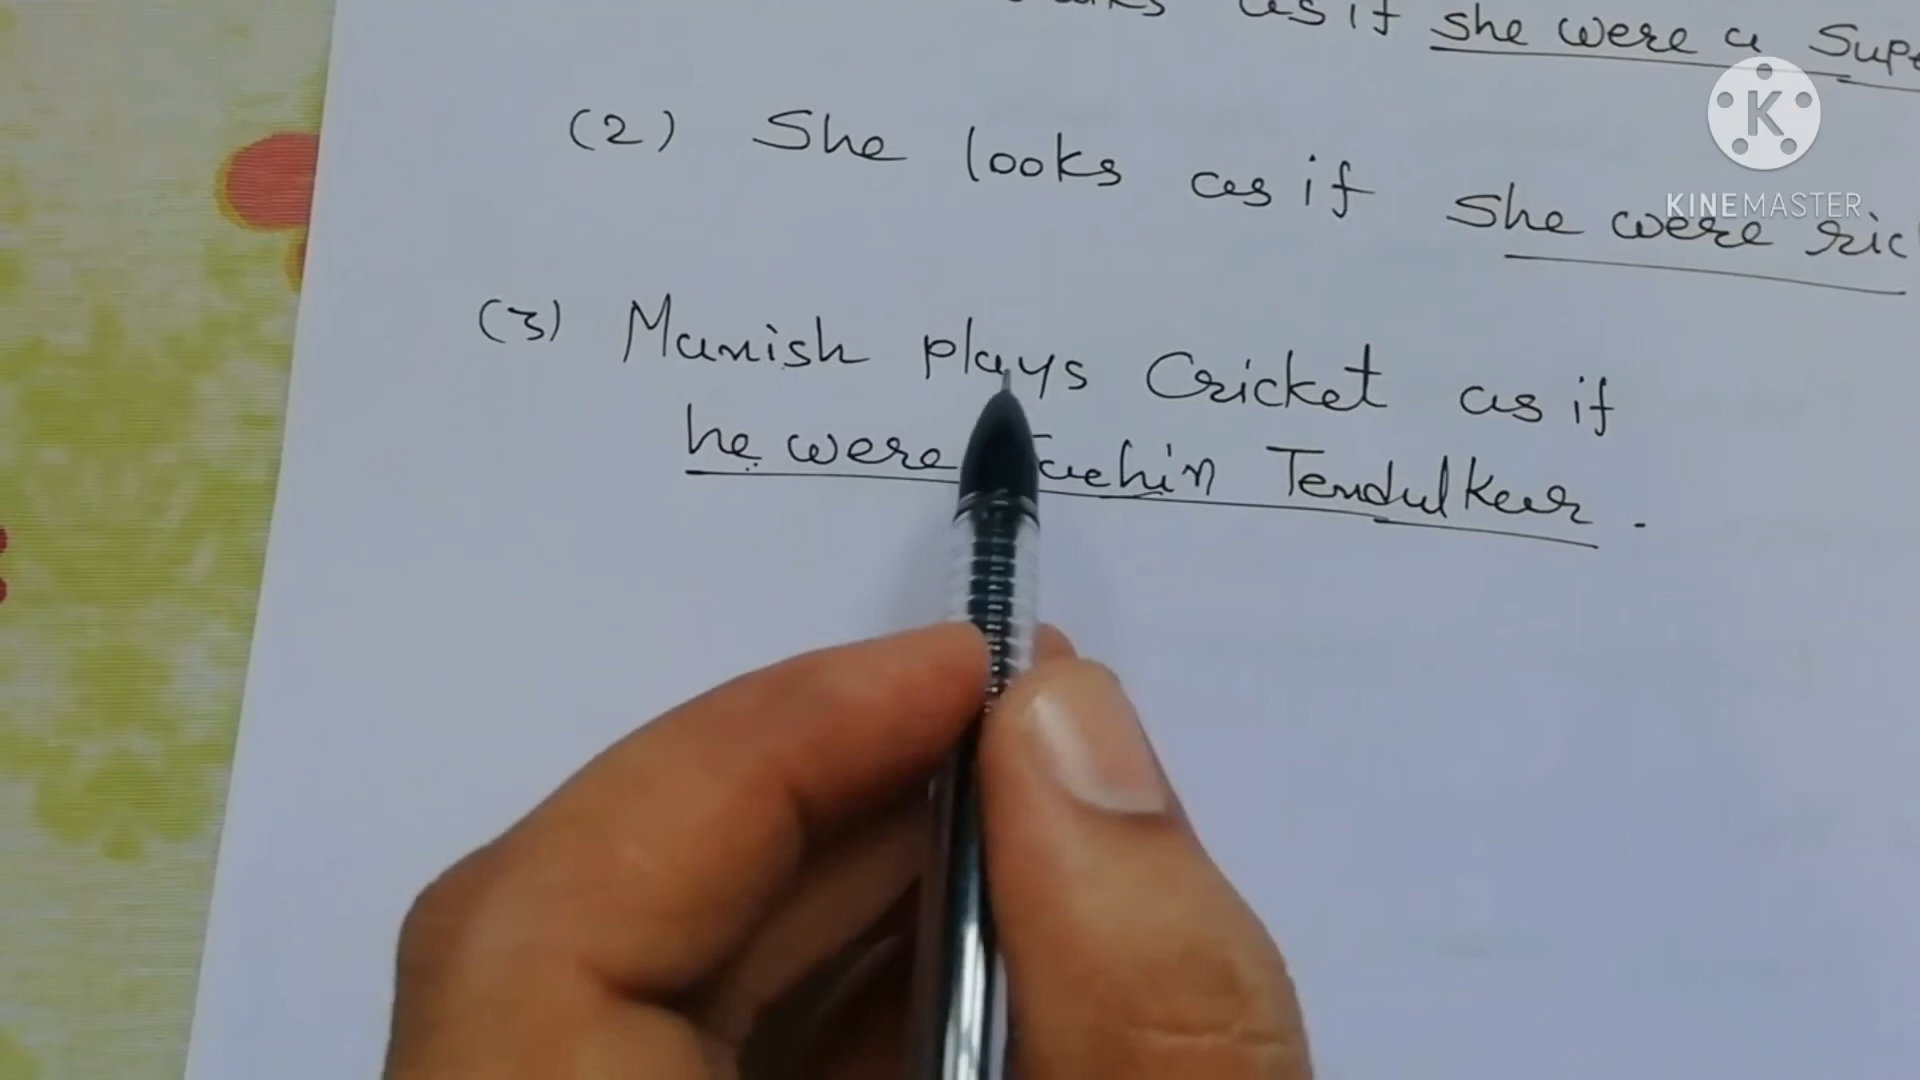 as if she were a
(2) She looks as if she were
(3) Manish plays Cricket as if
he were Tendulkar.
K
KINEMASTER